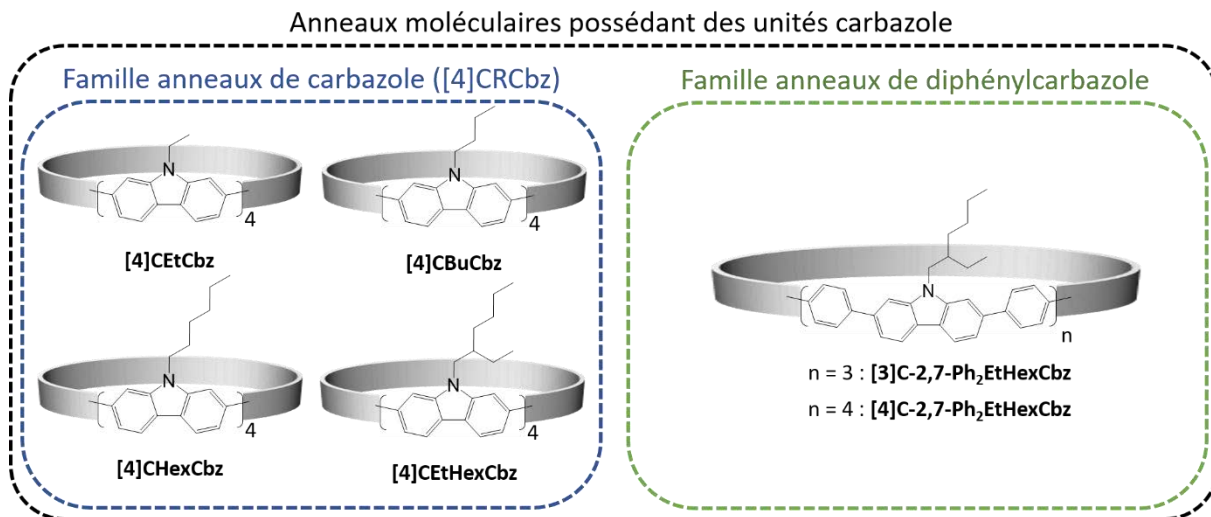 Anneaux moléculaires possédant des unités carbazole
Famille anneaux de carbazole ([4]CRCbz)
N
4
[4]CEtCbz
N
4
[4]CBuCbz
N
4
[4]CHexCbz
N
4
[4]CEtHexCbz
Famille anneaux de diphénylcarbazole
N
n
n = 3 : [3]C-2,7-Ph₂EtHexCbz
n = 4 : [4]C-2,7-Ph₂EtHexCbz